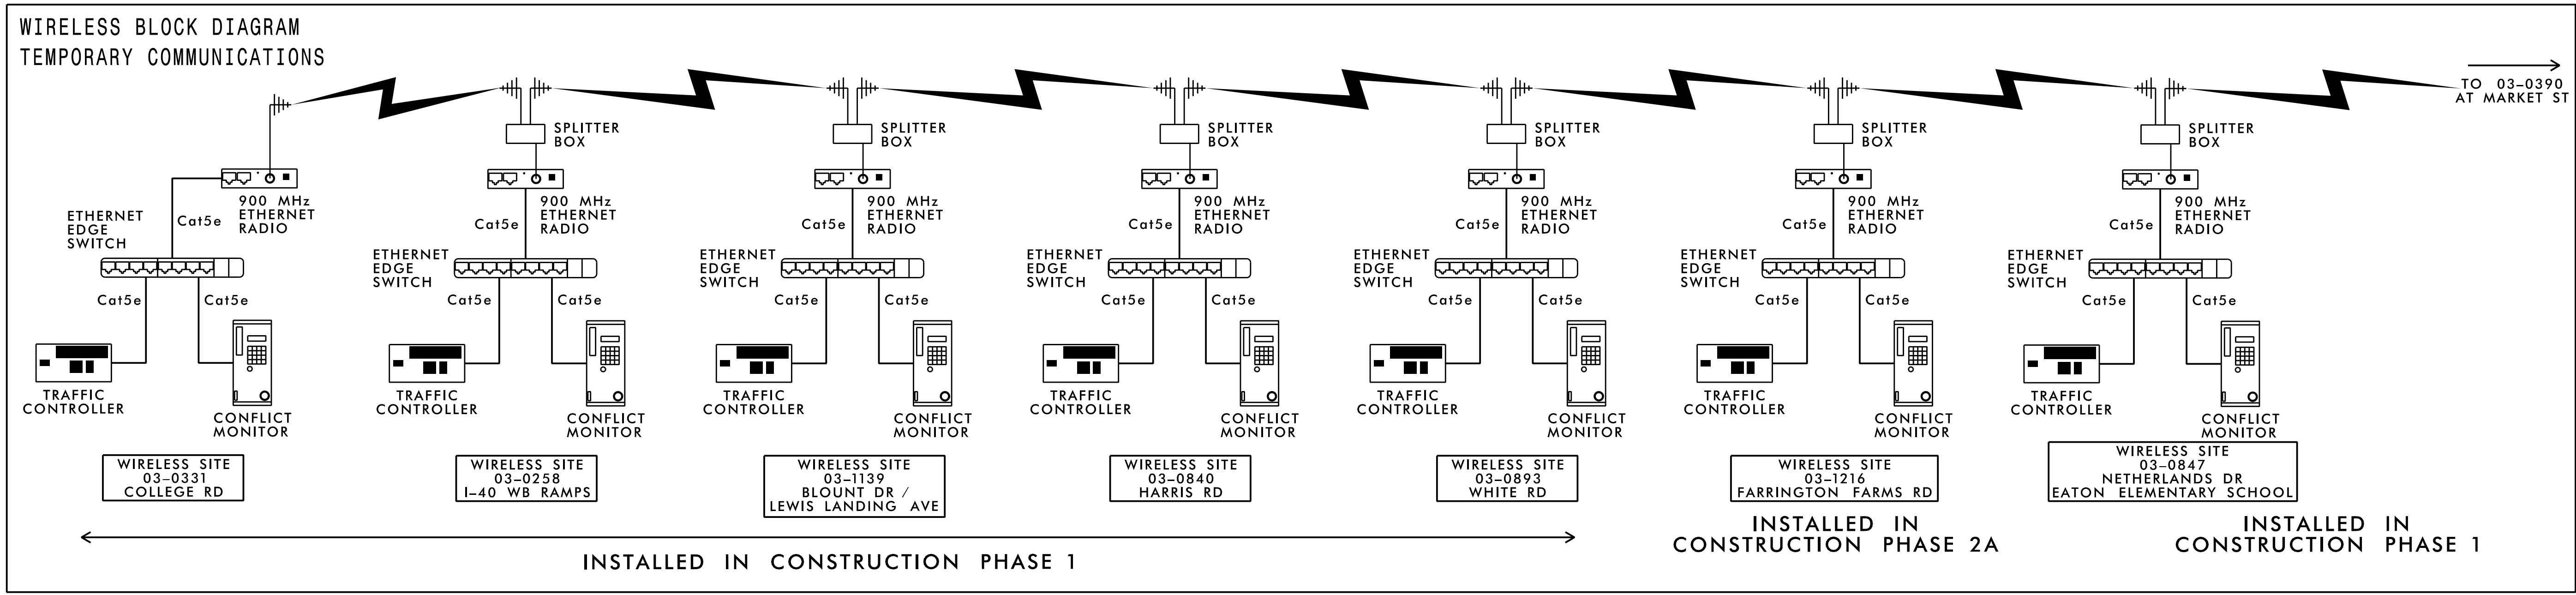 WIRELESS BLOCK DIAGRAM
TEMPORARY COMMUNICATIONS
TO 03-0390
AT MARKET ST
ETHERNET
EDGE
SWITCH
Cat5e
900 MHz
ETHERNET
RADIO
Cat5e
Cat5e
TRAFFIC
CONTROLLER
CONFLICT
MONITOR
WIRELESS SITE
03-0331
COLLEGE RD
SPLITTER
BOX
Cat5e
900 MHz
ETHERNET
RADIO
ETHERNET
EDGE
SWITCH
Cat5e
Cat5e
TRAFFIC
CONTROLLER
CONFLICT
MONITOR
WIRELESS SITE
03-0258
I-40 WB RAMPS
SPLITTER
BOX
Cat5e
900 MHz
ETHERNET
RADIO
ETHERNET
EDGE
SWITCH
Cat5e
Cat5e
TRAFFIC
CONTROLLER
CONFLICT
MONITOR
WIRELESS SITE
03-1139
BLOUNT DR /
LEWIS LANDING AVE
SPLITTER
BOX
Cat5e
900 MHz
ETHERNET
RADIO
ETHERNET
EDGE
SWITCH
Cat5e
Cat5e
TRAFFIC
CONTROLLER
CONFLICT
MONITOR
WIRELESS SITE
03-0840
HARRIS RD
SPLITTER
BOX
Cat5e
900 MHz
ETHERNET
RADIO
ETHERNET
EDGE
SWITCH
Cat5e
Cat5e
TRAFFIC
CONTROLLER
CONFLICT
MONITOR
WIRELESS SITE
03-0893
WHITE RD
SPLITTER
BOX
Cat5e
900 MHz
ETHERNET
RADIO
ETHERNET
EDGE
SWITCH
Cat5e
Cat5e
TRAFFIC
CONTROLLER
CONFLICT
MONITOR
WIRELESS SITE
03-1216
FARRINGTON FARMS RD
SPLITTER
BOX
Cat5e
900 MHz
ETHERNET
RADIO
ETHERNET
EDGE
SWITCH
Cat5e
Cat5e
TRAFFIC
CONTROLLER
CONFLICT
MONITOR
WIRELESS SITE
03-0847
NETHERLANDS DR
EATON ELEMENTARY SCHOOL
INSTALLED IN CONSTRUCTION PHASE 1
INSTALLED IN
CONSTRUCTION PHASE 2A
INSTALLED IN
CONSTRUCTION PHASE 1